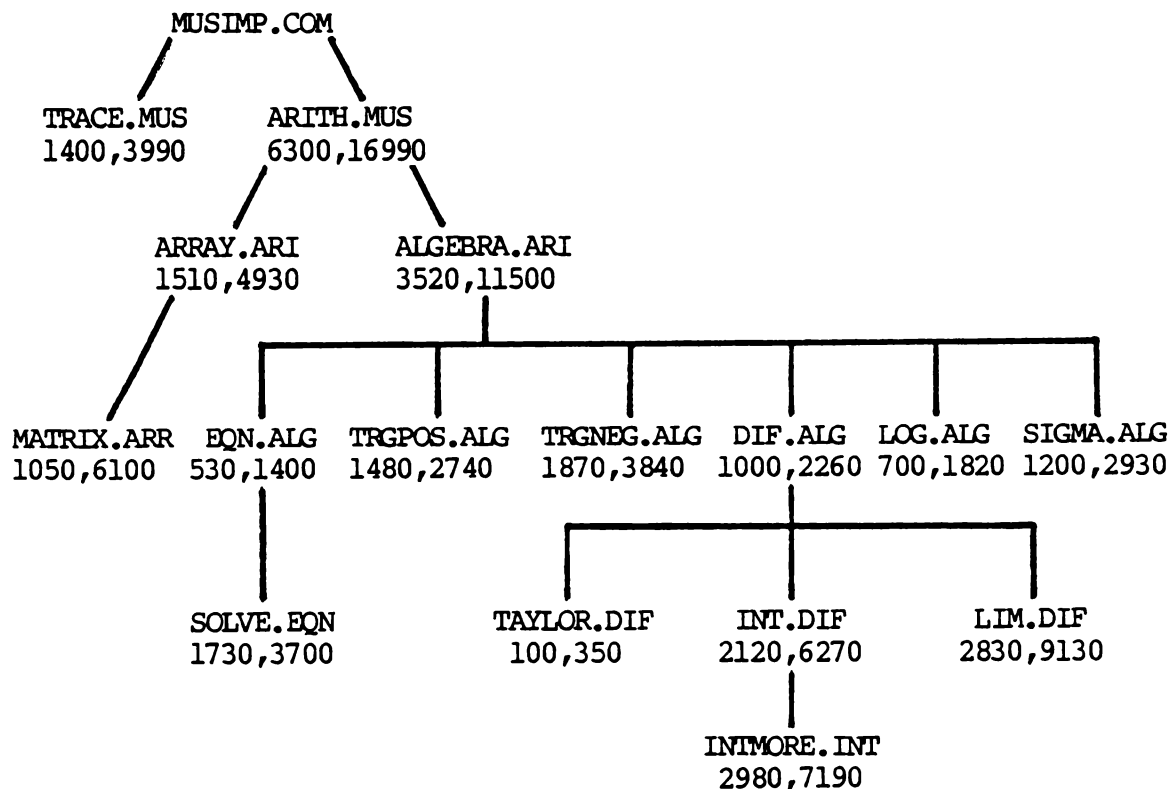 MUSIMP.COM
TRACE.MUS ARITH.MUS
1400,3990 6300,16990
ARRAY.ARI ALGEBRA.ARI
1510,4930 3520,11500
MATRIX.ARR EQN.ALG TRGPOS.ALG TRGNEG.ALG DIF.ALG LOG.ALG SIGMA.ALG
1050,6100 530,1400 1480,2740 1870,3840 1000,2260 700,1820 1200,2930
SOLVE.EQN TAYLOR.DIF INT.DIF LIM.DIF
1730,3700 100,350 2120,6270 2830,9130
INTMORE.INT
2980,7190